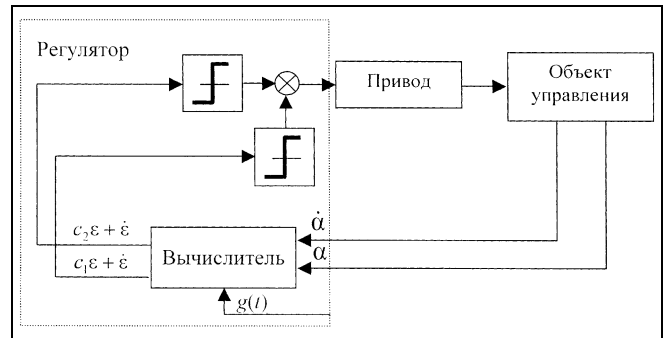 Регулятор
Привод
Объект
управления
α̇
c₂ε + ε̇
α
c₁ε + ε̇
Вычислитель
g(t)